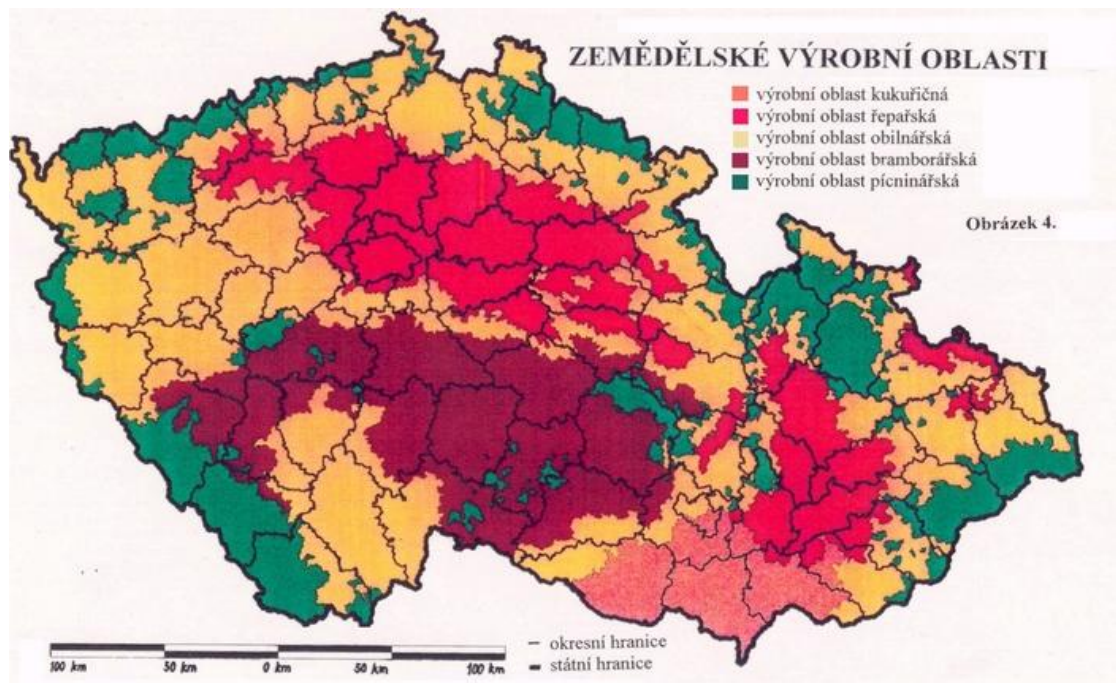 ZEMĚDĚLSKÉ VÝROBNÍ OBLASTI
výrobní oblast kukuřičná
výrobní oblast řepařská
výrobní oblast obilnářská
výrobní oblast bramborářská
výrobní oblast pícninářská
Obrázek 4.
okresní hranice
státní hranice
100 km 50 km 0 km 50 km 100 km